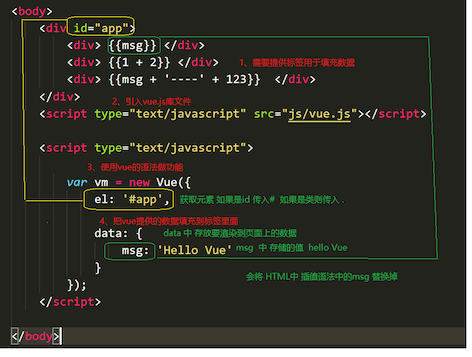 <body>
<div id="app">
<div> {{msg}} </div>
<div> {{1 + 2}} </div> 1、需要提供标签用于填充数据
<div> {{msg + '----' + 123}} </div>
</div>
2、引入vue.js库文件
<script type="text/javascript" src="js/vue.js"></script>
<script type="text/javascript">
3、使用vue的语法做功能
var vm = new Vue({
el: '#app', 获取元素 如果是id 传入# 如果是类则传入 .
4、把vue提供的数据填充到标签里面
data: { data 中 存放要渲染到页面上的数据
msg: 'Hello Vue' msg 中 存储的值 hello Vue
}
会将 HTML中 插值语法中的msg 替换掉
});
</script>
</body>